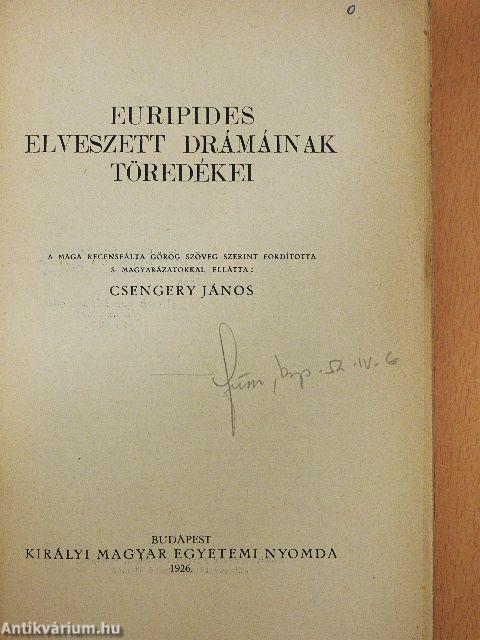 0
EURIPIDES
ELVESZETT DRÁMÁINAK
TÖREDÉKEI
A MAGA RECENSEÁLTA GÖRÖG SZÖVEG SZERINT FORDÍTOTTA
S MAGYARÁZATOKKAL ELLÁTTA:
CSENGERY JÁNOS
BUDAPEST
KIRÁLYI MAGYAR EGYETEMI NYOMDA
1926.
Antikvárium.hu